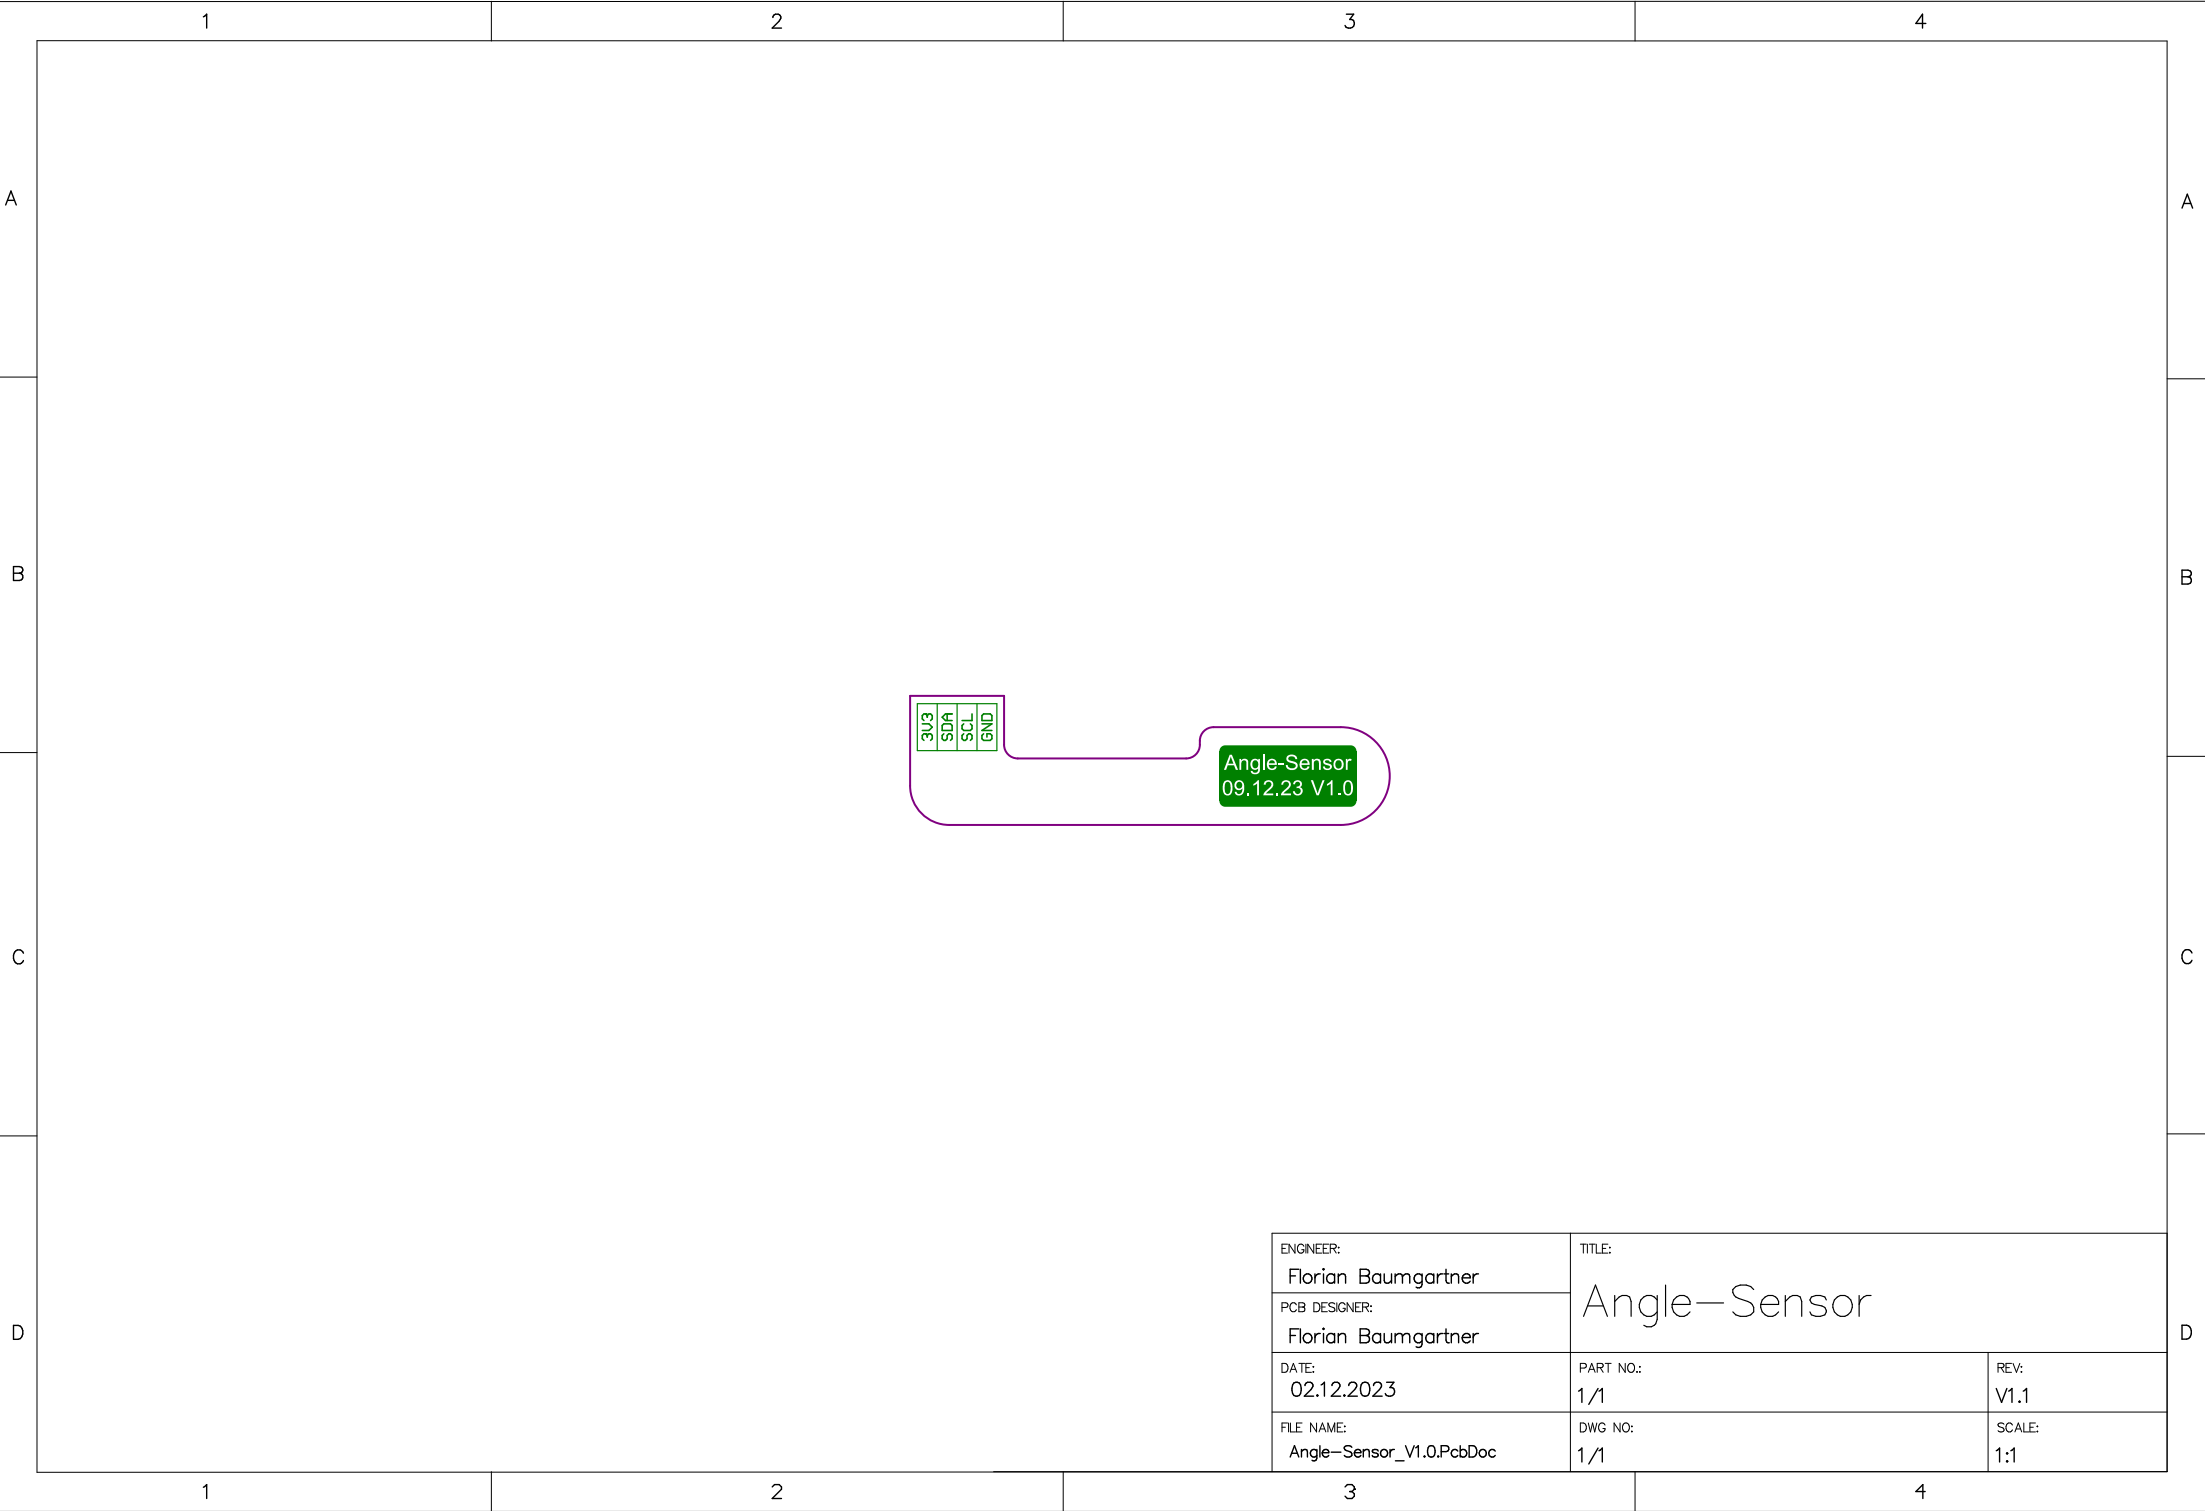 1 2 3 4
A A
B B
3V3
SDA
SCL
GND
Angle-Sensor
09.12.23 V1.0
C C
ENGINEER:
Florian Baumgartner
TITLE:
Angle-Sensor
PCB DESIGNER:
Florian Baumgartner
D D
DATE:
02.12.2023
PART NO.:
1/1
REV:
V1.1
FILE NAME:
Angle-Sensor_V1.0.PcbDoc
DWG NO:
1/1
SCALE:
1:1
1 2 3 4